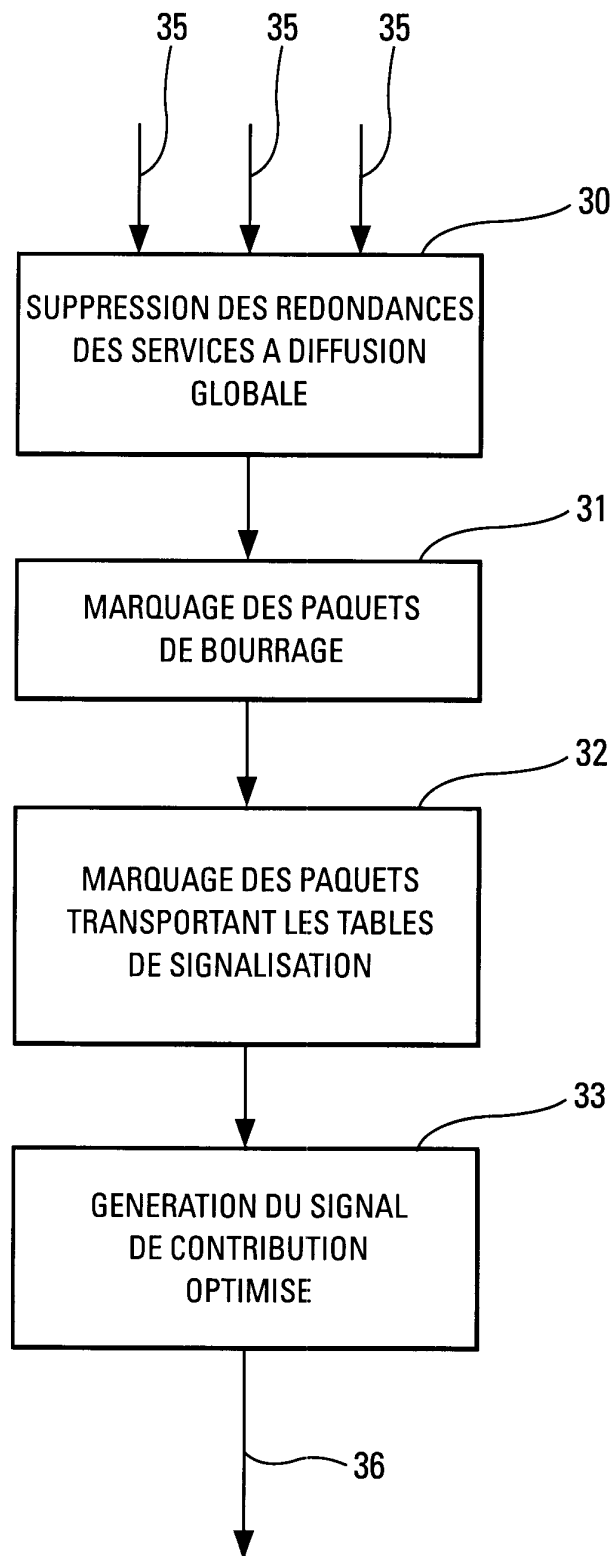 35 35 35
30
SUPPRESSION DES REDONDANCES
DES SERVICES A DIFFUSION
GLOBALE
31
MARQUAGE DES PAQUETS
DE BOURRAGE
32
MARQUAGE DES PAQUETS
TRANSPORTANT LES TABLES
DE SIGNALISATION
33
GENERATION DU SIGNAL
DE CONTRIBUTION
OPTIMISE
36